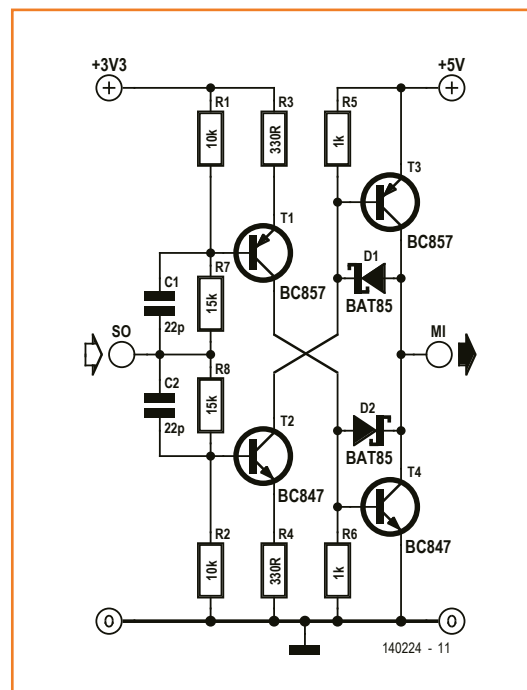 +3V3
+5V
R1
10k
R3
330R
R5
1k
T3
BC857
T1
BC857
D1
BAT85
C1
22p
R7
15k
SO
MI
C2
22p
R8
15k
D2
BAT85
T2
BC847
T4
BC847
R2
10k
R4
330R
R6
1k
0
0
140224 - 11